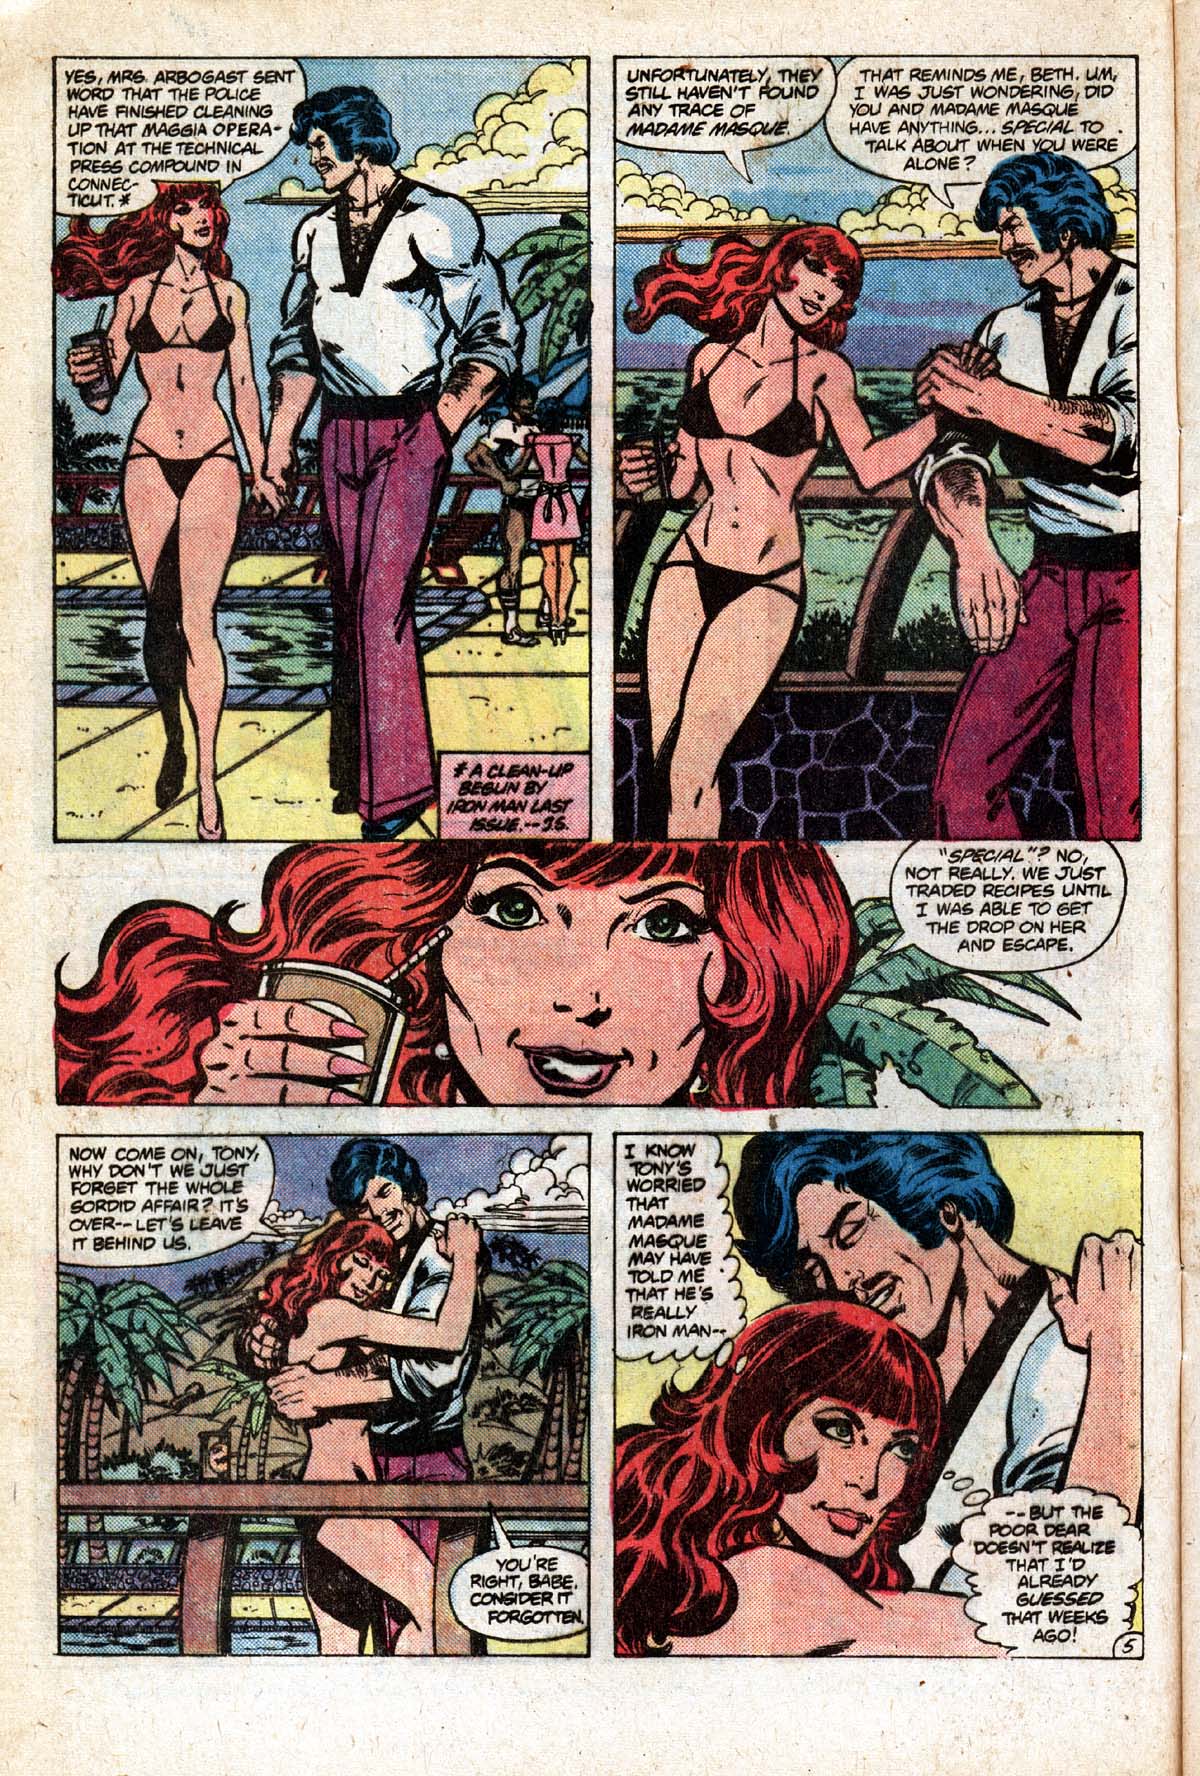 YES, MRS. ARBOGAST SENT
WORD THAT THE POLICE
HAVE FINISHED CLEANING
UP THAT MAGGIA OPERA-
TION AT THE TECHNICAL
PRESS COMPOUND IN
CONNEC-
TICUT.*
* A CLEAN-UP
BEGUN BY
IRON MAN LAST
ISSUE.--J.S.
UNFORTUNATELY, THEY
STILL HAVEN'T FOUND
ANY TRACE OF
MADAME MASQUE.
THAT REMINDS ME, BETH. UM,
I WAS JUST WONDERING, DID
YOU AND MADAME MASQUE
HAVE ANYTHING... SPECIAL TO
TALK ABOUT WHEN YOU WERE
ALONE?
"SPECIAL"? NO,
NOT REALLY. WE JUST
TRADED RECIPES UNTIL
I WAS ABLE TO GET
THE DROP ON HER
AND ESCAPE.
NOW COME ON, TONY,
WHY DON'T WE JUST
FORGET THE WHOLE
SORDID AFFAIR? IT'S
OVER-- LET'S LEAVE
IT BEHIND US.
YOU'RE
RIGHT, BABE.
CONSIDER IT
FORGOTTEN.
I KNOW
TONY'S
WORRIED
THAT
MADAME
MASQUE
MAY HAVE
TOLD ME
THAT HE'S
REALLY
IRON MAN--
--BUT THE
POOR DEAR
DOESN'T REALIZE
THAT I'D
ALREADY
GUESSED
THAT WEEKS
AGO!
5